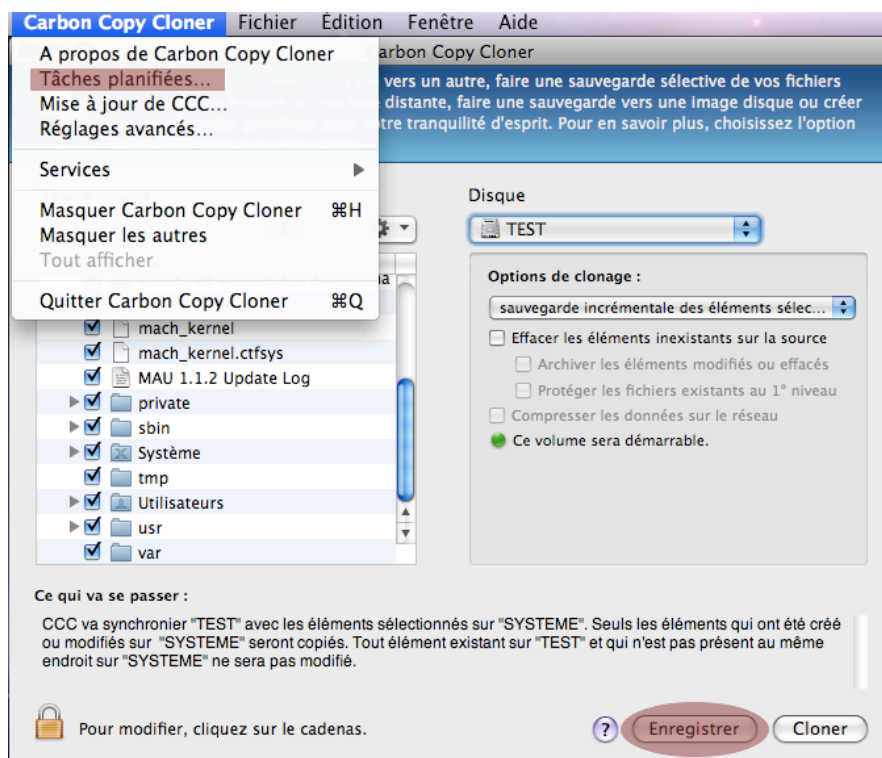 Carbon Copy Cloner Fichier Édition Fenêtre Aide
A propos de Carbon Copy Cloner
Tâches planifiées...
Mise à jour de CCC...
Réglages avancés...
Services
Masquer Carbon Copy Cloner ⌘H
Masquer les autres
Tout afficher
Quitter Carbon Copy Cloner ⌘Q
arbon Copy Cloner
vers un autre, faire une sauvegarde sélective de vos fichiers
distante, faire une sauvegarde vers une image disque ou créer
tre tranquilité d'esprit. Pour en savoir plus, choisissez l'option
mach_kernel
mach_kernel.ctfsys
MAU 1.1.2 Update Log
private
sbin
Système
tmp
Utilisateurs
usr
var
Disque
TEST
Options de clonage :
sauvegarde incrémentale des éléments sélec...
Effacer les éléments inexistants sur la source
Archiver les éléments modifiés ou effacés
Protéger les fichiers existants au 1° niveau
Compresser les données sur le réseau
Ce volume sera démarrable.
Ce qui va se passer :
CCC va synchronier "TEST" avec les éléments sélectionnés sur "SYSTEME". Seuls les éléments qui ont été créé
ou modifiés sur "SYSTEME" seront copiés. Tout élément existant sur "TEST" et qui n'est pas présent au même
endroit sur "SYSTEME" ne sera pas modifié.
Pour modifier, cliquez sur le cadenas.
? Enregistrer Cloner